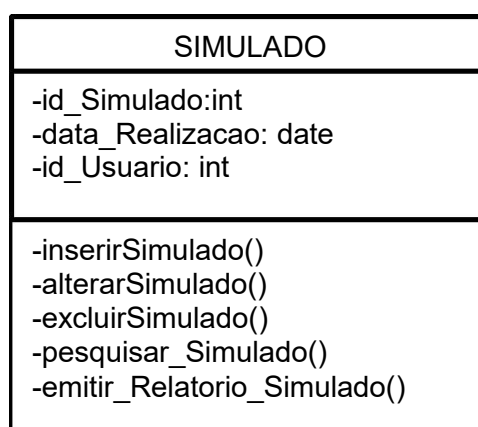 SIMULADO
-id_Simulado:int
-data_Realizacao: date
-id_Usuario: int
-inserirSimulado()
-alterarSimulado()
-excluirSimulado()
-pesquisar_Simulado()
-emitir_Relatorio_Simulado()